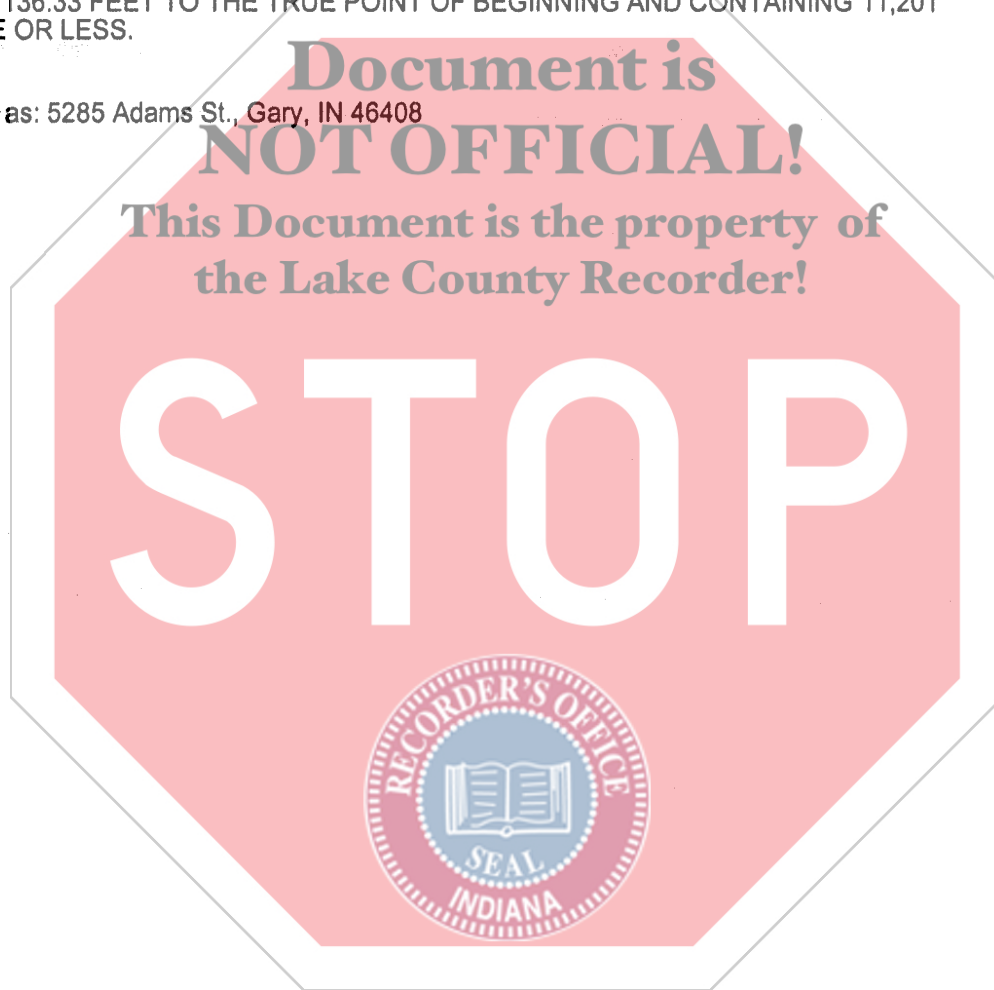 136.33 FEET TO THE TRUE POINT OF BEGINNING AND CONTAINING 11,201
E OR LESS.
Document is
as: 5285 Adams St., Gary, IN 46408
NOT OFFICIAL!
This Document is the property of
the Lake County Recorder!
STOP
RECORDER'S OFFICE
SEAL
INDIANA